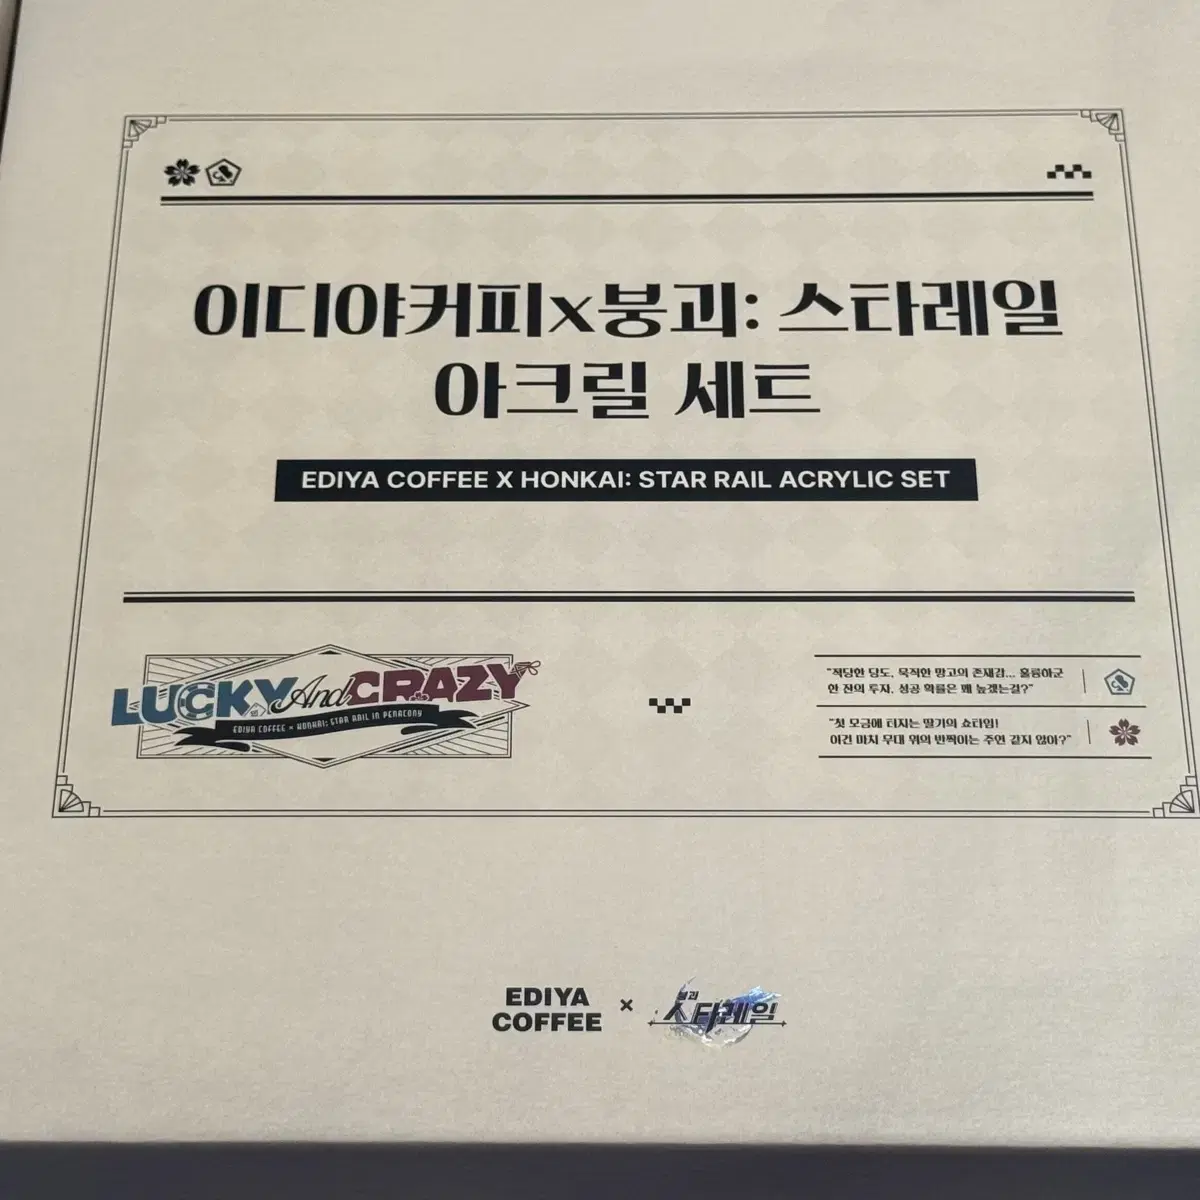 이디야커피x붕괴: 스타레일
아크릴 세트
EDIYA COFFEE X HONKAI: STAR RAIL ACRYLIC SET
LUCKY And CRAZY
EDIYA COFFEE × HONKAI: STAR RAIL IN PENACONY
"적당한 당도, 묵직한 망고의 존재감... 훌륭하군
한 잔의 투자, 성공 확률은 꽤 높겠는걸?"
"첫 모금에 터지는 딸기의 쇼타임!
이건 마치 무대 위의 반짝이는 주연 같지 않아?"
EDIYA
COFFEE
×
붕괴
스타레일